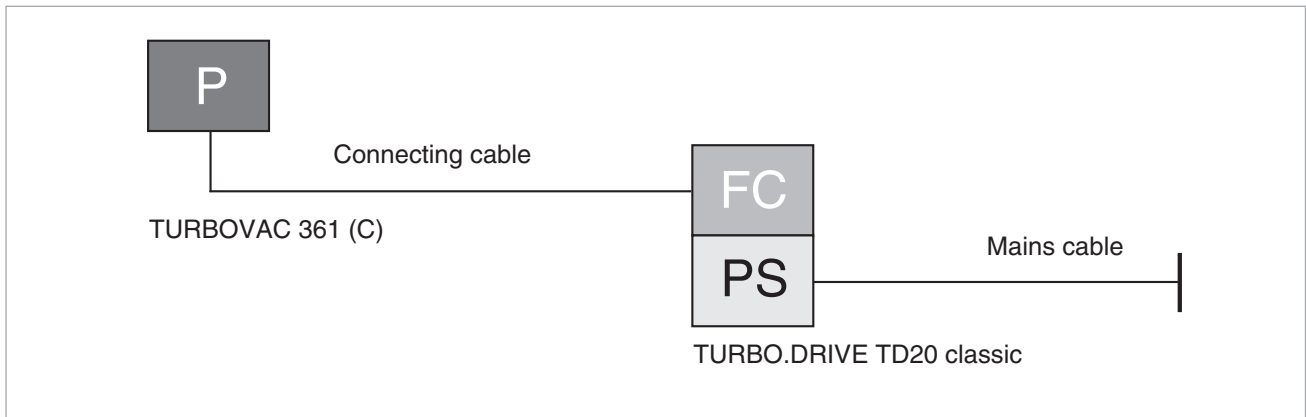 P
Connecting cable
FC
TURBOVAC 361 (C)
Mains cable
PS
TURBO.DRIVE TD20 classic